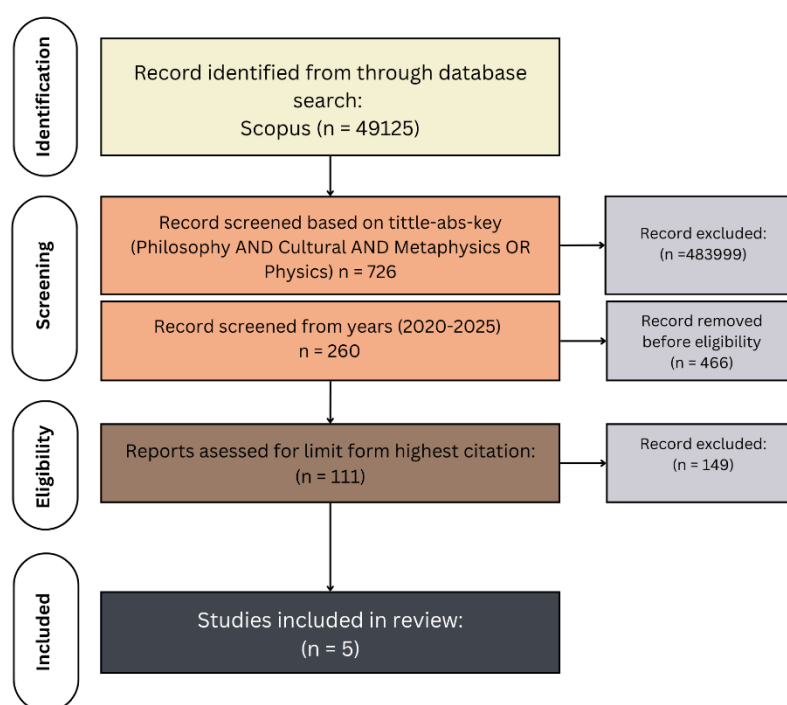 Identification
Record identified from through database
search:
Scopus (n = 49125)
Screening
Record screened based on tittle-abs-key
(Philosophy AND Cultural AND Metaphysics OR
Physics) n = 726
Record excluded:
(n =483999)
Record screened from years (2020-2025)
n = 260
Record removed
before eligibility
(n = 466)
Eligibility
Reports asessed for limit form highest citation:
(n = 111)
Record excluded:
(n = 149)
Included
Studies included in review:
(n = 5)